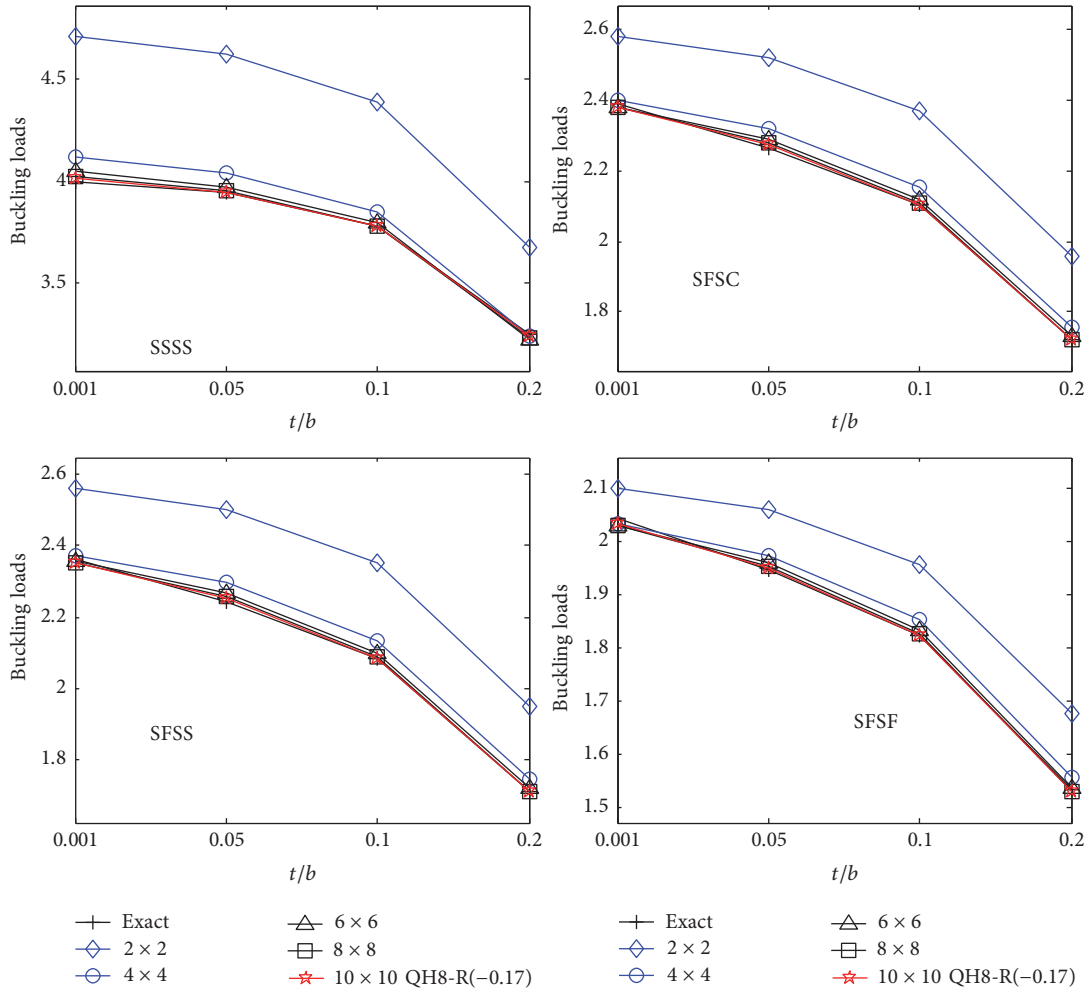 Buckling loads
4.5
4
3.5
SSSS
0.001
0.05
0.1
0.2
t/b
Buckling loads
2.6
2.4
2.2
2
1.8
SFSC
0.001
0.05
0.1
0.2
t/b
Buckling loads
2.6
2.4
2.2
2
1.8
SFSS
0.001
0.05
0.1
0.2
t/b
Buckling loads
2.1
2
1.9
1.8
1.7
1.6
1.5
SFSF
0.001
0.05
0.1
0.2
t/b
Exact
2 × 2
4 × 4
6 × 6
8 × 8
10 × 10 QH8-R(−0.17)
Exact
2 × 2
4 × 4
6 × 6
8 × 8
10 × 10 QH8-R(−0.17)